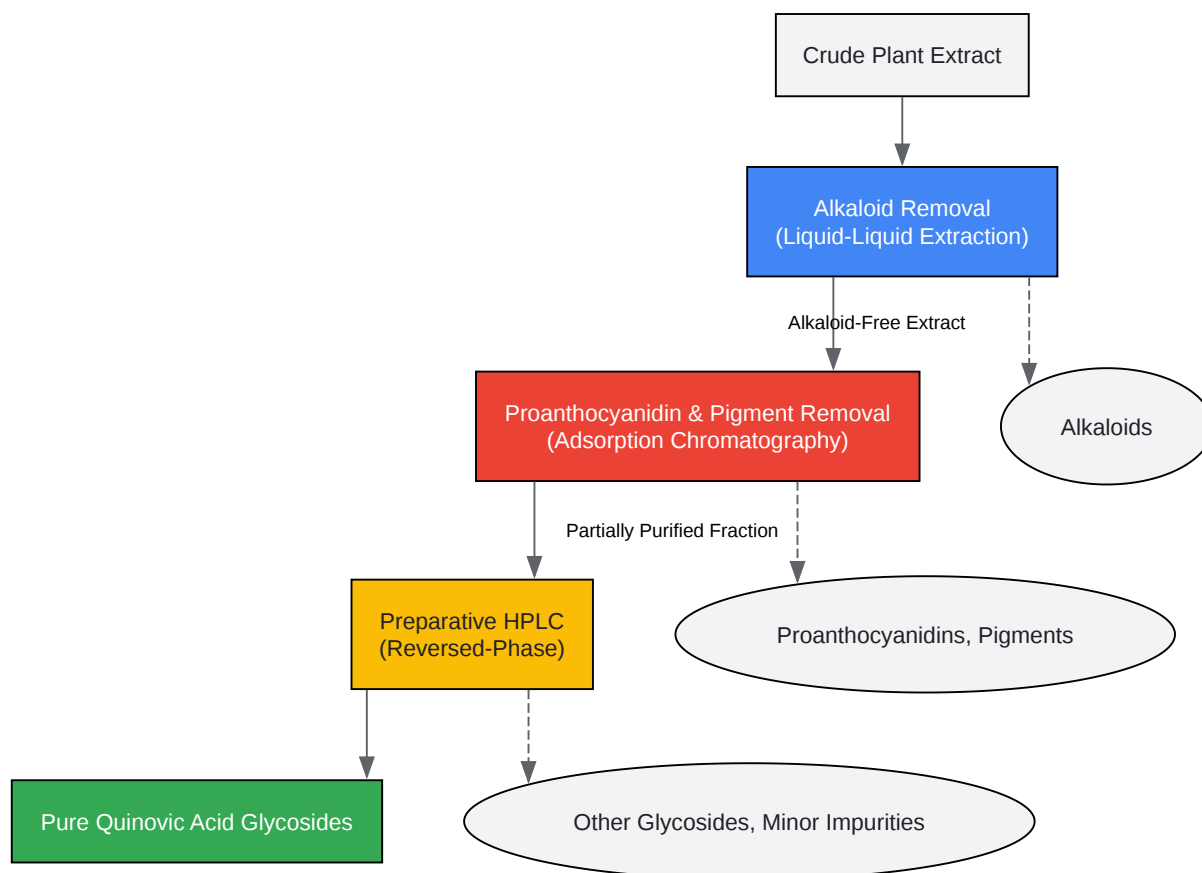 Crude Plant Extract
Alkaloid Removal
(Liquid-Liquid Extraction)
Alkaloid-Free Extract
Proanthocyanidin & Pigment Removal
(Adsorption Chromatography)
Alkaloids
Partially Purified Fraction
Preparative HPLC
(Reversed-Phase)
Proanthocyanidins, Pigments
Pure Quinovic Acid Glycosides
Other Glycosides, Minor Impurities